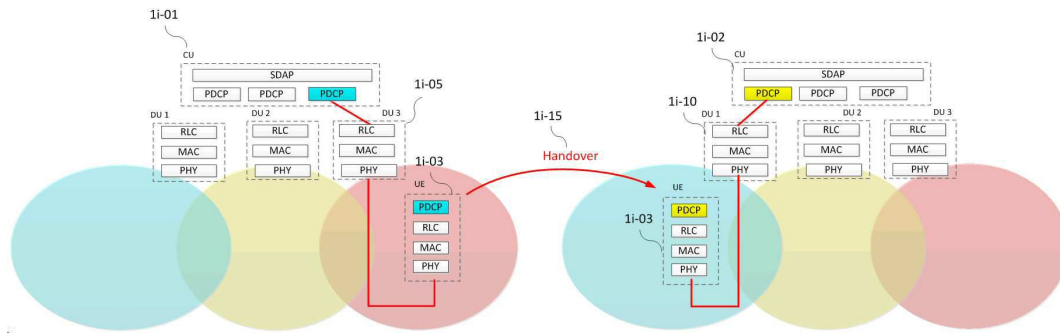 1i-01
CU
SDAP
PDCP PDCP PDCP
1i-05
DU 1 DU 2 DU 3
RLC RLC RLC
MAC MAC MAC
PHY PHY PHY
1i-03
UE
PDCP
RLC
MAC
PHY
1i-15
Handover
1i-02
CU
SDAP
PDCP PDCP PDCP
1i-10
DU 1 DU 2 DU 3
RLC RLC RLC
MAC MAC MAC
PHY PHY PHY
UE
1i-03
PDCP
RLC
MAC
PHY